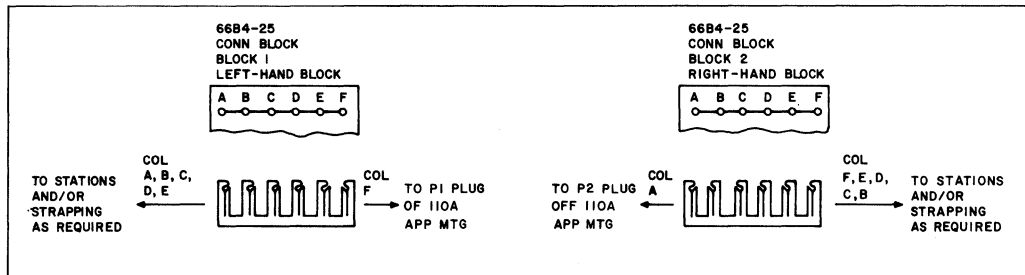 66B4-25
CONN BLOCK
BLOCK 1
LEFT-HAND BLOCK
A B C D E F
COL
A, B, C,
D, E
TO STATIONS
AND/OR
STRAPPING
AS REQUIRED
COL
F
TO P1 PLUG
OF 110A
APP MTG
66B4-25
CONN BLOCK
BLOCK 2
RIGHT-HAND BLOCK
A B C D E F
TO P2 PLUG
OFF 110A
APP MTG
COL
A
COL
F, E, D,
C, B
TO STATIONS
AND/OR
STRAPPING
AS REQUIRED